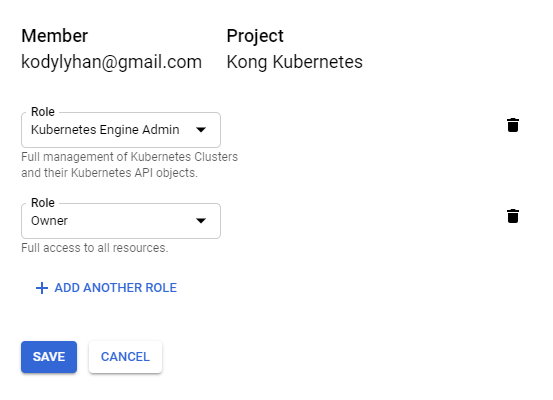 Member Project
kodylyhan@gmail.com Kong Kubernetes
Role
Kubernetes Engine Admin
Full management of Kubernetes Clusters
and their Kubernetes API objects.
Role
Owner
Full access to all resources.
ADD ANOTHER ROLE
SAVE CANCEL